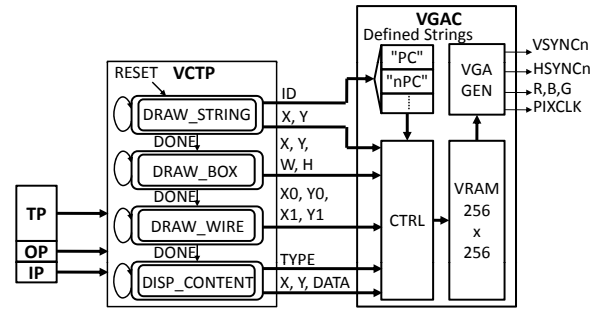 VGAC
Defined Strings
"PC"
"nPC"
VGA
GEN
VSYNCn
HSYNCn
R,B,G
PIXCLK
VCTP
RESET
DRAW_STRING
ID
X, Y
DONE
DRAW_BOX
X, Y,
W, H
DONE
DRAW_WIRE
X0, Y0,
X1, Y1
DONE
DISP_CONTENT
TYPE
X, Y, DATA
TP
OP
IP
CTRL
VRAM
256
x
256